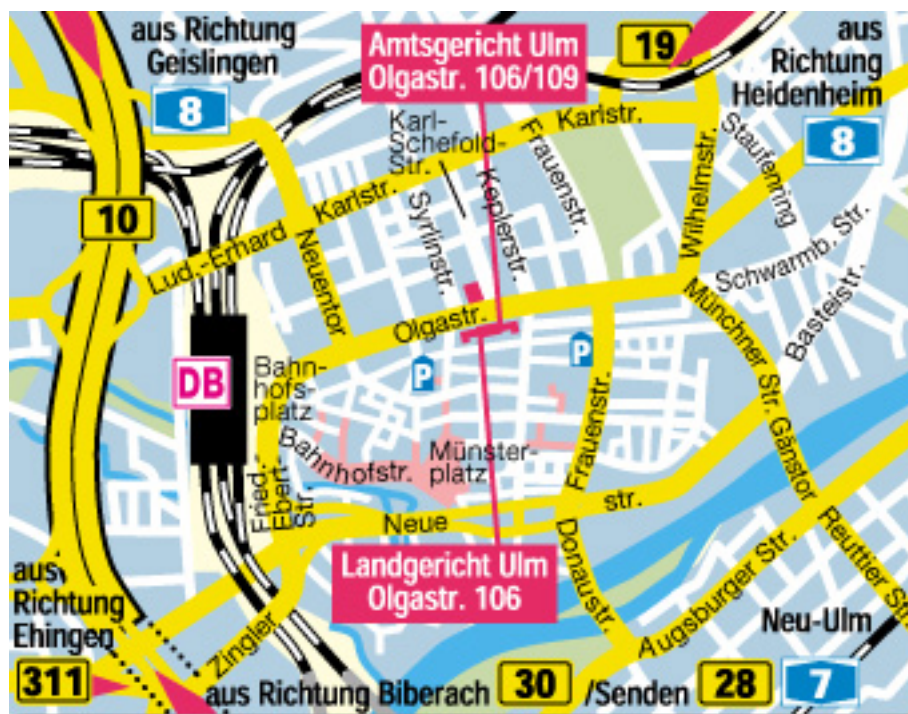 aus Richtung
Geislingen
8
Amtsgericht Ulm
Olgastr. 106/109
19
aus
Richtung
Heidenheim
8
Karl-
Schefold-
Str.
Karlstr.
Frauenstr.
Staufenring
Wilhelmstr.
10
Lud.-Erhard
Karlstr.
Syrlinstr.
Keplerstr.
Neuentor
Schwarmb. Str.
Olgastr.
Münchner Str.
Basteistr.
DB
Bahn-
hofs-
platz
P
P
Bahnhofstr.
Münster-
platz
Frauenstr.
Gänstor
Fried.-
Ebert-
Str.
Neue
str.
Donaustr.
Reuttier Str.
Augsburger Str.
Landgericht Ulm
Olgastr. 106
aus
Richtung
Ehingen
Zingler
Neu-Ulm
311
aus Richtung Biberach 30 /Senden 28 7